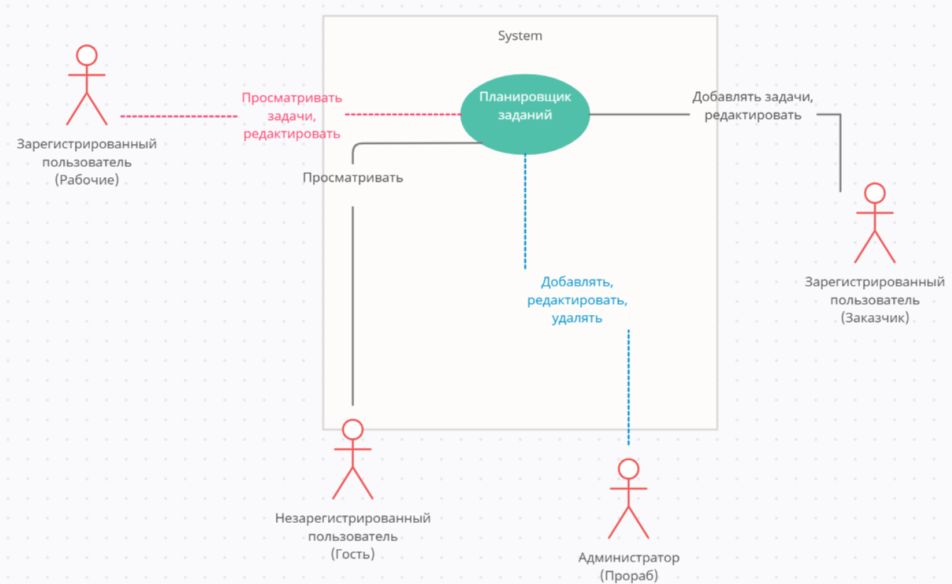 System
Планировщик
заданий
Просматривать
задачи,
редактировать
Добавлять задачи,
редактировать
Зарегистрированный
пользователь
(Рабочие)
Просматривать
Зарегистрированный
пользователь
(Заказчик)
Добавлять,
редактировать,
удалять
Незарегистрированный
пользователь
(Гость)
Администратор
(Прораб)